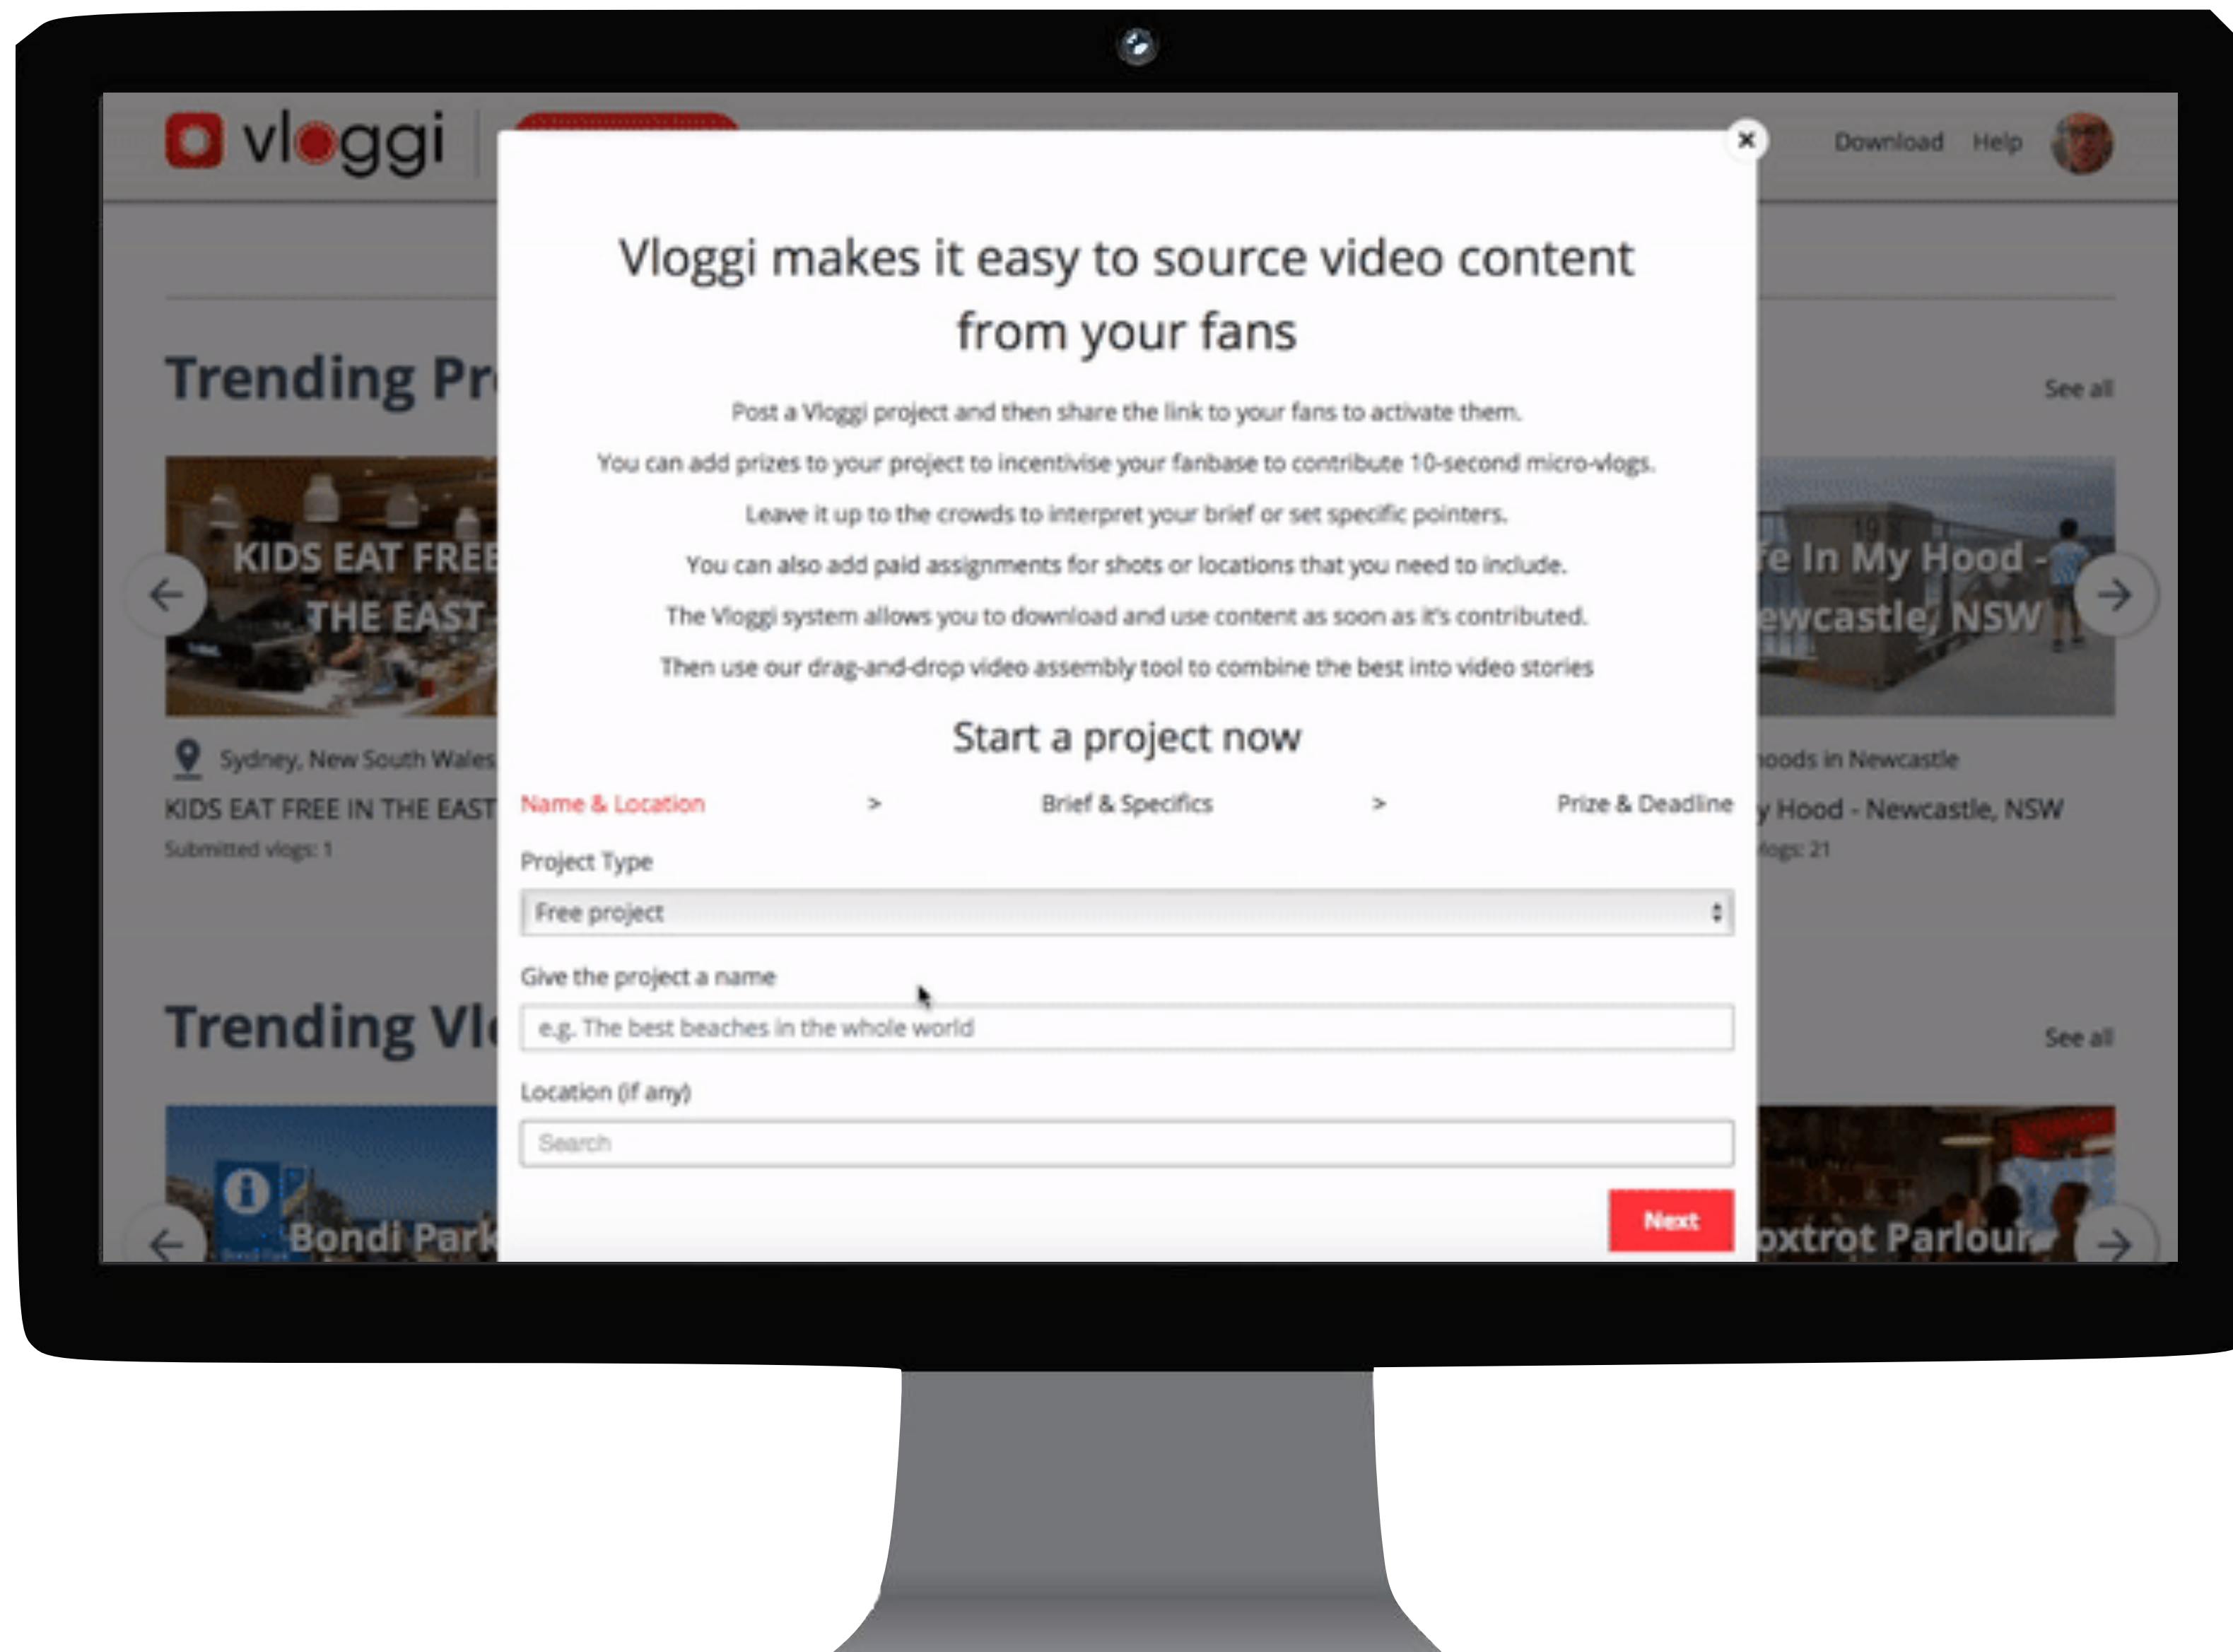 vloggi
Download Help
Vloggi makes it easy to source video content
from your fans
Post a Vloggi project and then share the link to your fans to activate them.
You can add prizes to your project to incentivise your fanbase to contribute 10-second micro-vlogs.
Leave it up to the crowds to interpret your brief or set specific pointers.
You can also add paid assignments for shots or locations that you need to include.
The Vloggi system allows you to download and use content as soon as it's contributed.
Then use our drag-and-drop video assembly tool to combine the best into video stories
Start a project now
Name & Location > Brief & Specifics > Prize & Deadline
Project Type
Free project
Give the project a name
e.g. The best beaches in the whole world
Location (if any)
Search
Next
Trending Pr
See all
KIDS EAT FREE
THE EAST
Sydney, New South Wales
KIDS EAT FREE IN THE EAST
Submitted vlogs: 1
fe In My Hood -
ewcastle, NSW
19
hoods in Newcastle
y Hood - Newcastle, NSW
vlogs: 21
Trending Vl
See all
Bondi Park
oxtrot Parlour